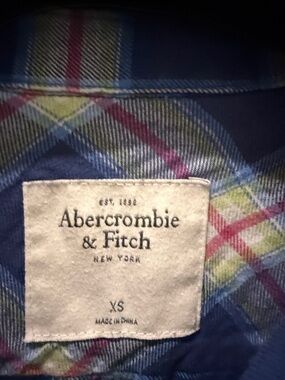 EST. 1892
Abercrombie
& Fitch
NEW YORK
XS
MADE IN CHINA